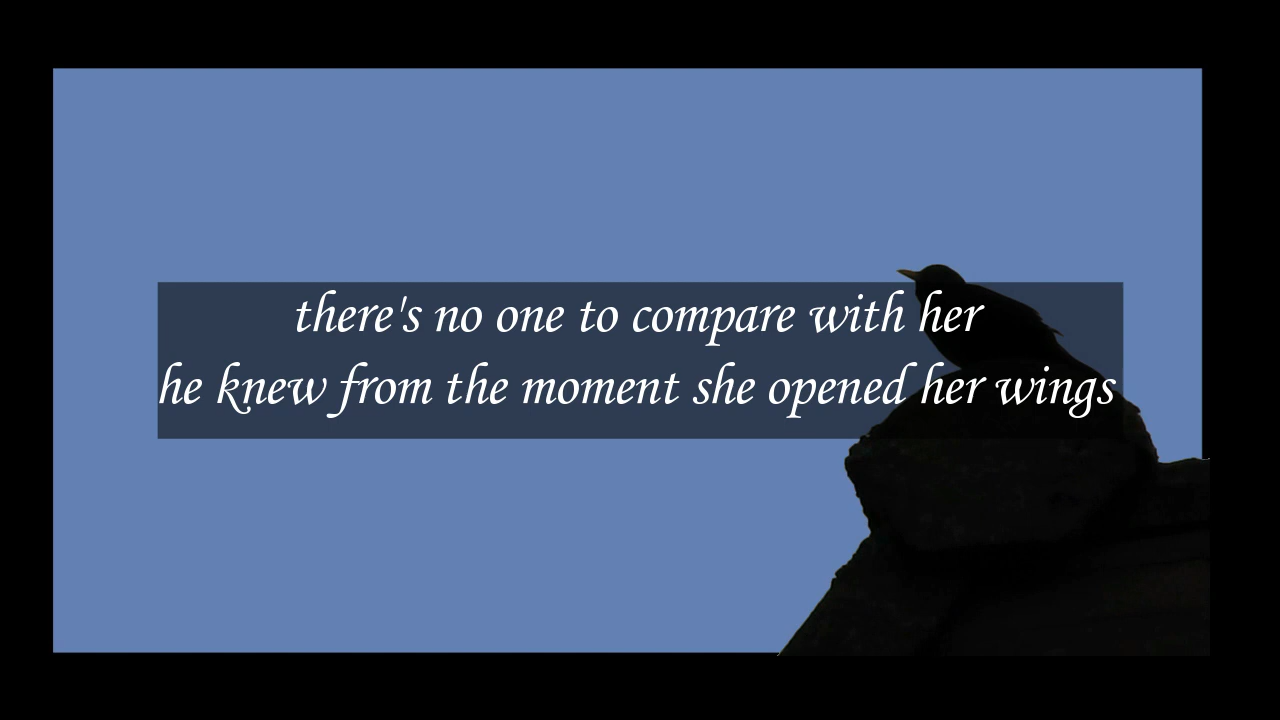 there's no one to compare with her
he knew from the moment she opened her wings